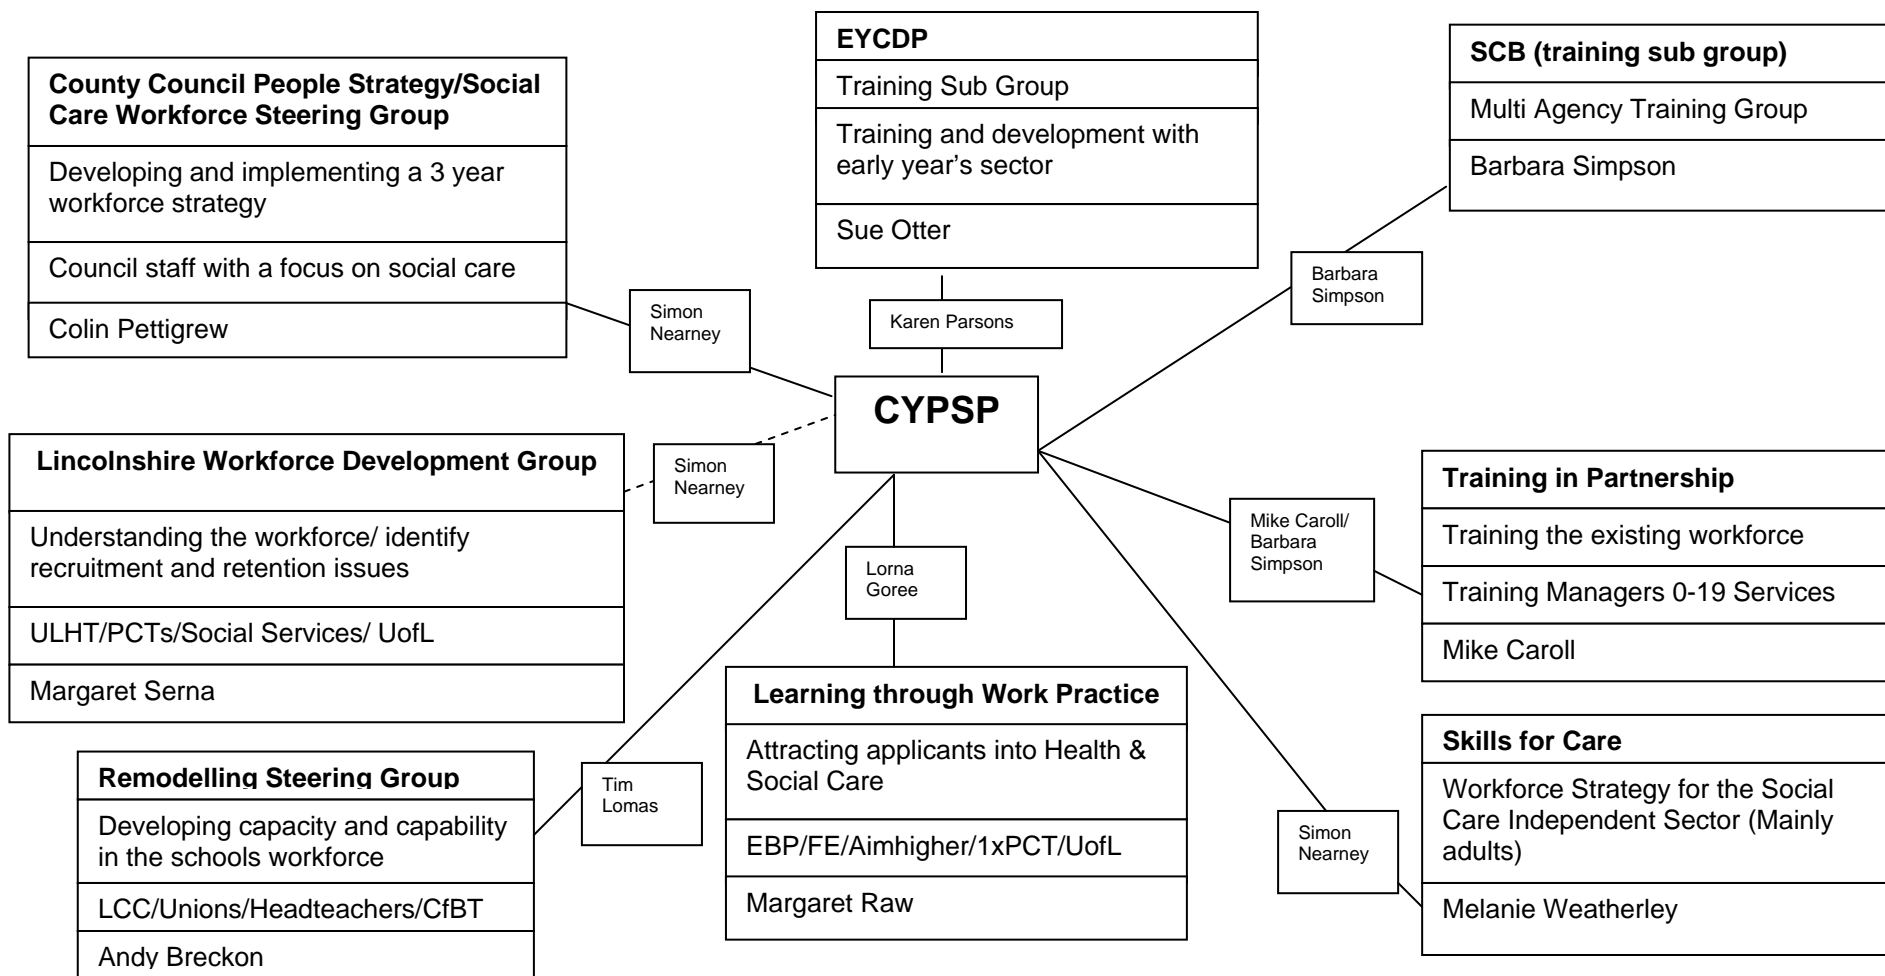 EYCDP
Training Sub Group
Training and development with
early year’s sector
Sue Otter
SCB (training sub group)
Multi Agency Training Group
Barbara Simpson
County Council People Strategy/Social
Care Workforce Steering Group
Developing and implementing a 3 year
workforce strategy
Council staff with a focus on social care
Colin Pettigrew
Simon
Nearney
Karen Parsons
Barbara
Simpson
CYPSP
Lincolnshire Workforce Development Group
Understanding the workforce/ identify
recruitment and retention issues
ULHT/PCTs/Social Services/ UofL
Margaret Serna
Simon
Nearney
Lorna
Goree
Mike Caroll/
Barbara
Simpson
Training in Partnership
Training the existing workforce
Training Managers 0-19 Services
Mike Caroll
Remodelling Steering Group
Developing capacity and capability
in the schools workforce
LCC/Unions/Headteachers/CfBT
Andy Breckon
Tim
Lomas
Learning through Work Practice
Attracting applicants into Health &
Social Care
EBP/FE/Aimhigher/1xPCT/UofL
Margaret Raw
Simon
Nearney
Skills for Care
Workforce Strategy for the Social
Care Independent Sector (Mainly
adults)
Melanie Weatherley